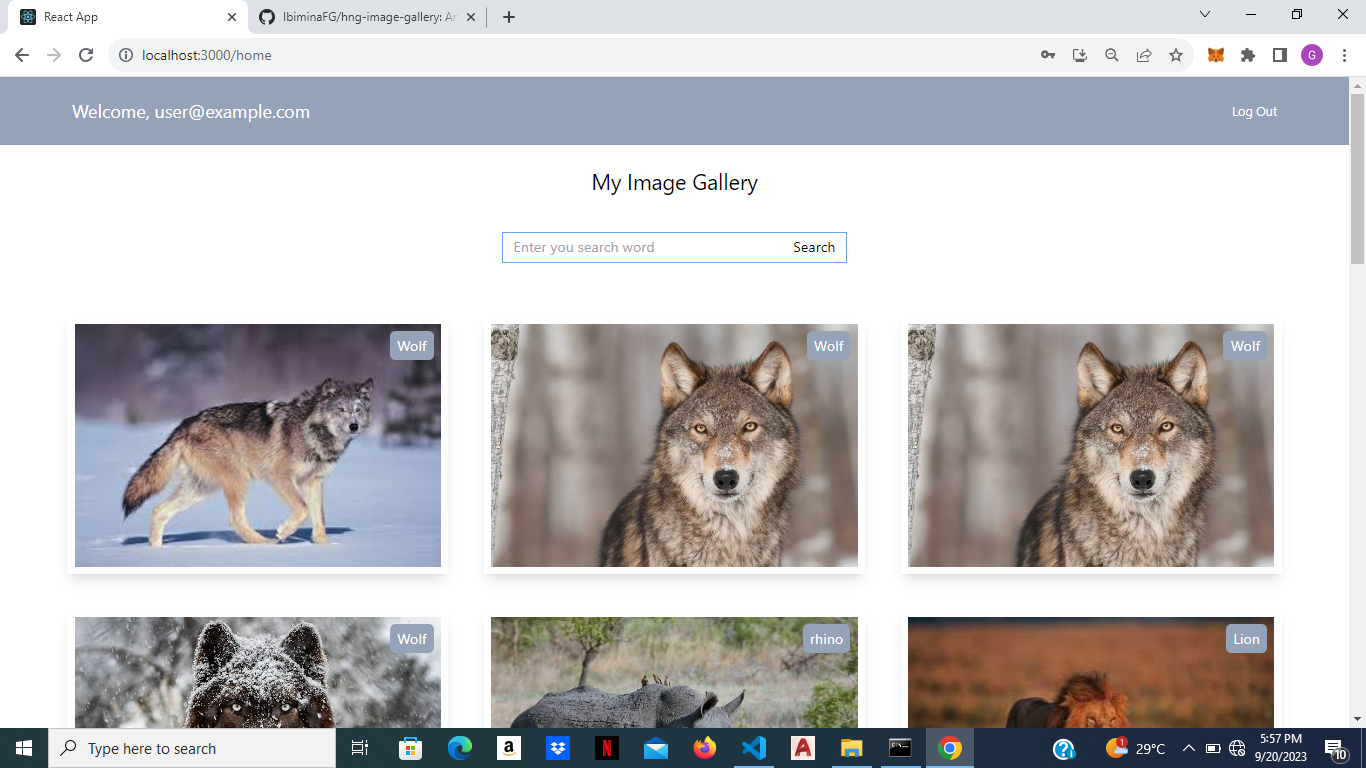 React App
IbiminaFG/hng-image-gallery: An
localhost:3000/home
G
Welcome, user@example.com
Log Out
My Image Gallery
Enter you search word
Search
Wolf
Wolf
Wolf
Wolf
rhino
Lion
Type here to search
a
N
A
?
1
29°C
5:57 PM
9/20/2023
10